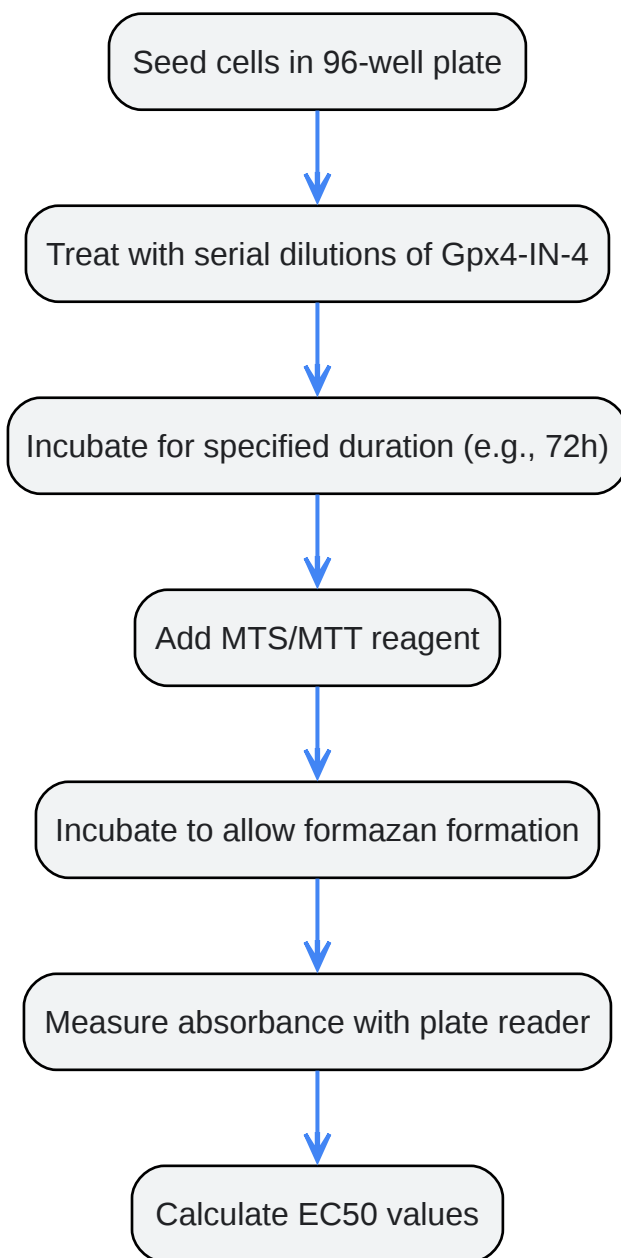 Seed cells in 96-well plate
Treat with serial dilutions of Gpx4-IN-4
Incubate for specified duration (e.g., 72h)
Add MTS/MTT reagent
Incubate to allow formazan formation
Measure absorbance with plate reader
Calculate EC50 values